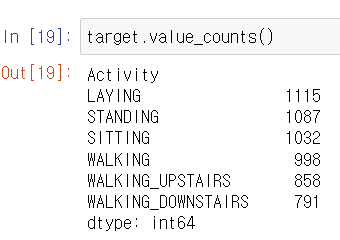 In [19]: target.value_counts()
Out[19]: Activity
LAYING 1115
STANDING 1087
SITTING 1032
WALKING 998
WALKING_UPSTAIRS 858
WALKING_DOWNSTAIRS 791
dtype: int64